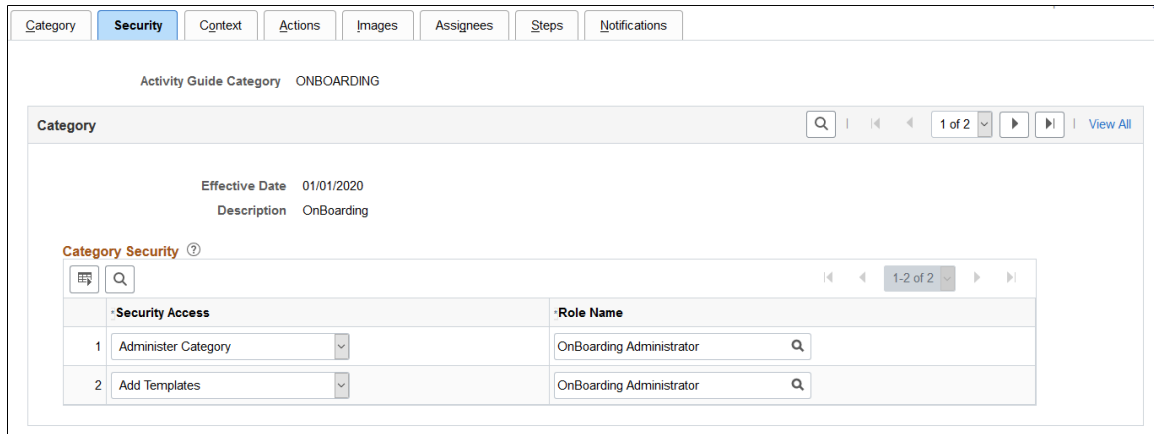 Category Security Context Actions Images Assignees Steps Notifications
Activity Guide Category ONBOARDING
Category 1 of 2 View All
Effective Date 01/01/2020
Description OnBoarding
Category Security ?
1-2 of 2
*Security Access *Role Name
1 Administer Category OnBoarding Administrator
2 Add Templates OnBoarding Administrator